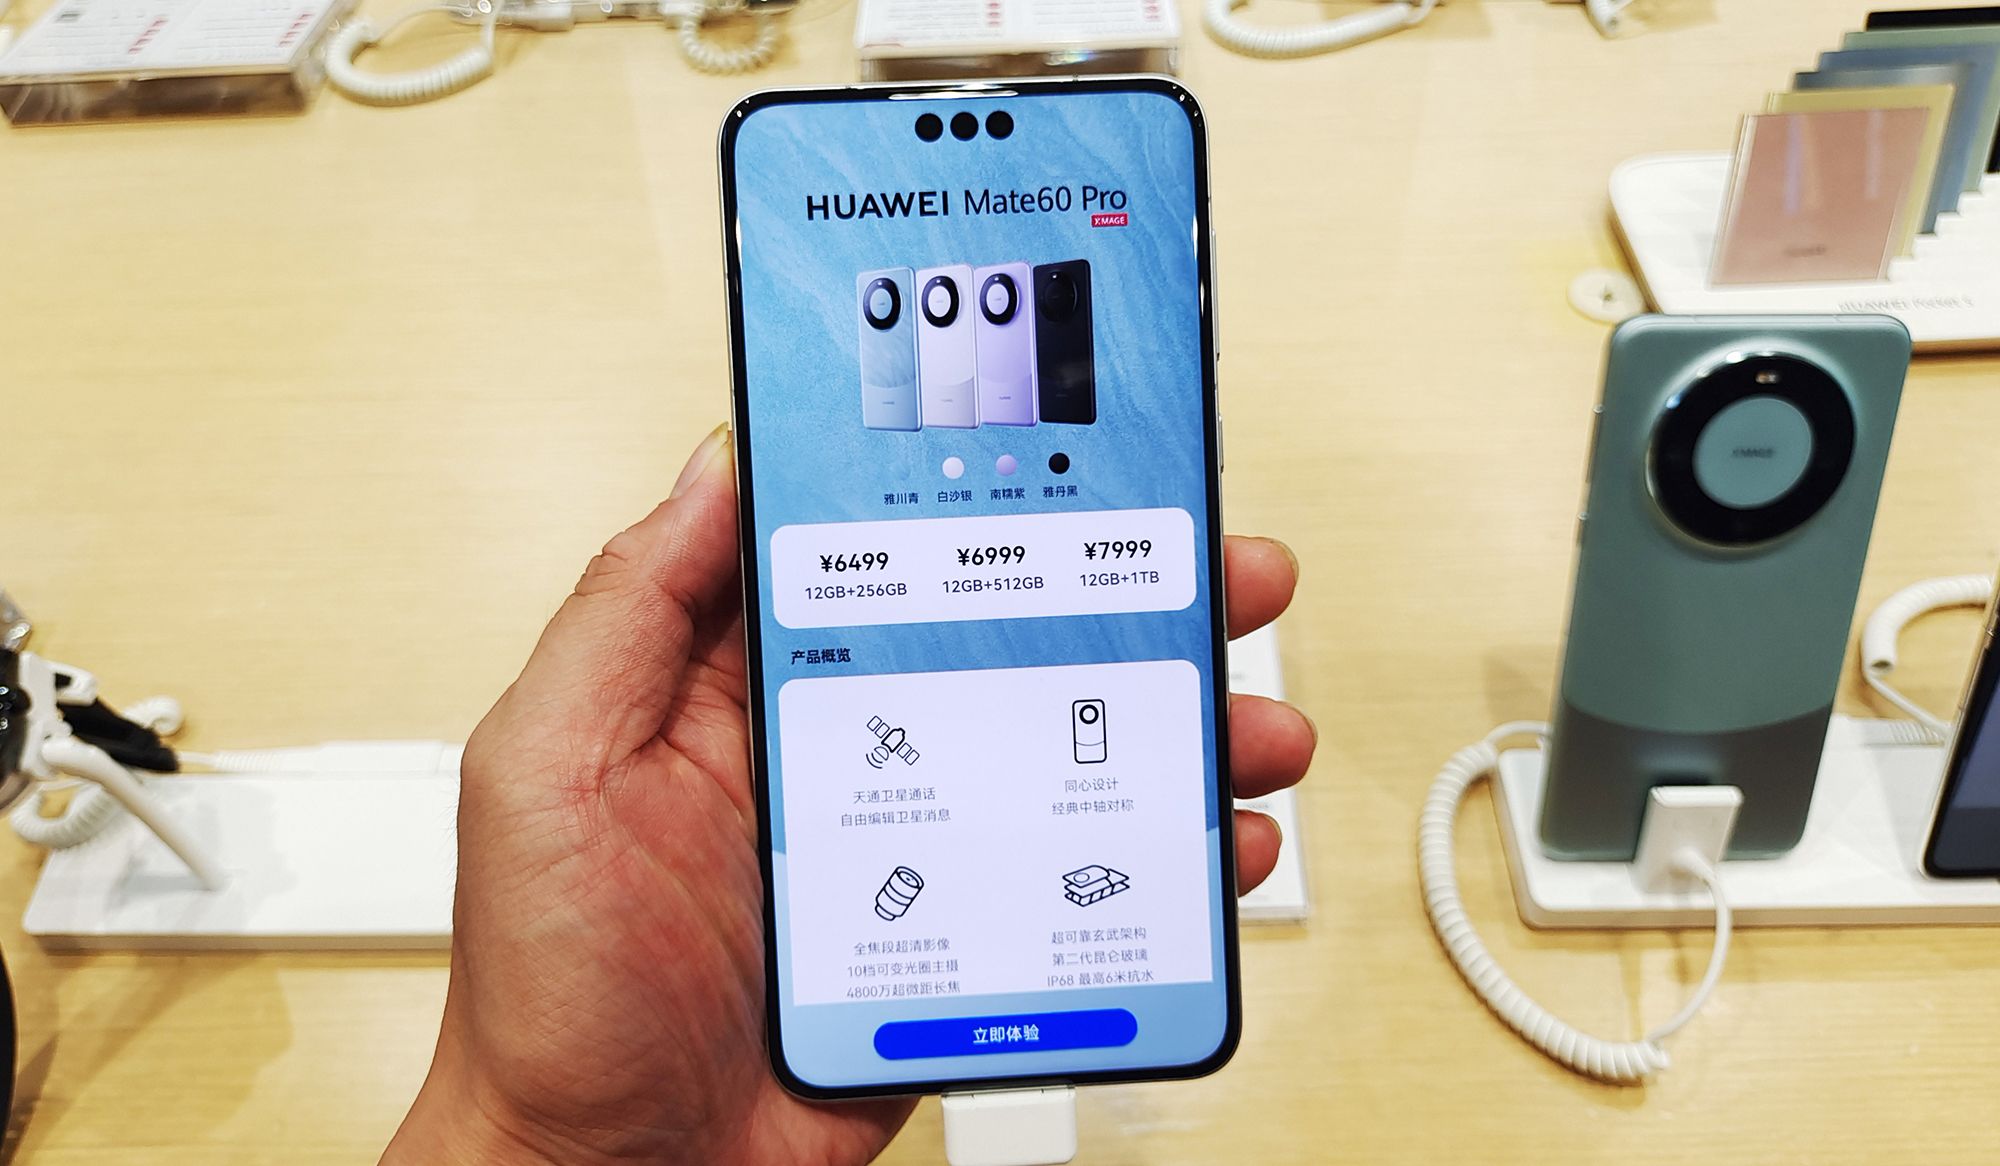 HUAWEI Mate60 Pro
XMAGE
雅川青 白沙银 南糯紫 雅丹黑
¥6499 ¥6999 ¥7999
12GB+256GB 12GB+512GB 12GB+1TB
产品概览
天通卫星通话
自由编辑卫星消息
同心设计
经典中轴对称
全焦段超清影像
10档可变光圈主摄
4800万超微距长焦
超可靠玄武架构
第二代昆仑玻璃
IP68 最高6米抗水
立即体验
HUAWEI Pocket S
XMAGE